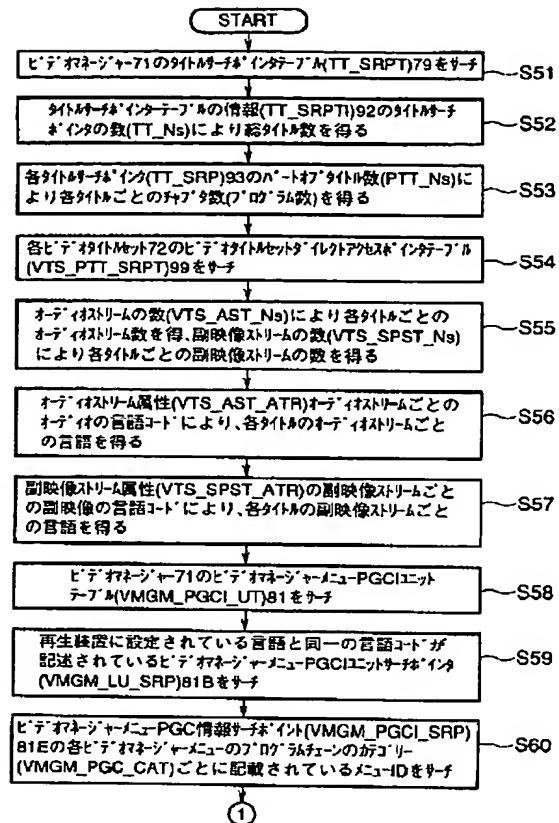 START
ビデオマネージャー71のタイトルサーチポインタテーブル(TT_SRPT)79をサーチ
S51
タイトルサーチポインターテーブルの情報(TT_SRPTI)92のタイトルサーチ
ポインタの数(TT_Ns)により総タイトル数を得る
S52
各タイトルサーチポインタ(TT_SRP)93のパートオブタイトル数(PTT_Ns)に
より各タイトルごとのチャプタ数(プログラム数)を得る
S53
各ビデオタイトルセット72のビデオタイトルセットダイレクトアクセスポインタテーブル
(VTS_PTT_SRPT)99をサーチ
S54
オーディオストリームの数(VTS_AST_Ns)により各タイトルごとの
オーディオストリーム数を得、副映像ストリームの数(VTS_SPST_Ns)
により各タイトルごとの副映像ストリームの数を得る
S55
オーディオストリーム属性(VTS_AST_ATR)オーディオストリームごとの
オーディオの言語コードにより、各タイトルのオーディオストリームごと
の言語を得る
S56
副映像ストリーム属性(VTS_SPST_ATR)の副映像ストリームごと
の副映像の言語コードにより、各タイトルの副映像ストリームごと
の言語を得る
S57
ビデオマネージャー71のビデオマネージャーメニューPGCIユニット
テーブル(VMGM_PGCI_UT)81をサーチ
S58
再生装置に設定されている言語と同一の言語コードが
記述されているビデオマネージャーメニューPGCIユニットサーチポインタ
(VMGM_LU_SRP)81Bをサーチ
S59
ビデオマネージャーメニューPGC情報サーチポイント(VMGM_PGCI_SRP)
81Eの各ビデオマネージャーメニューのプログラムチェーンのカテゴリー
(VMGM_PGC_CAT)ごとに記載されているメニューIDをサーチ
S60
1